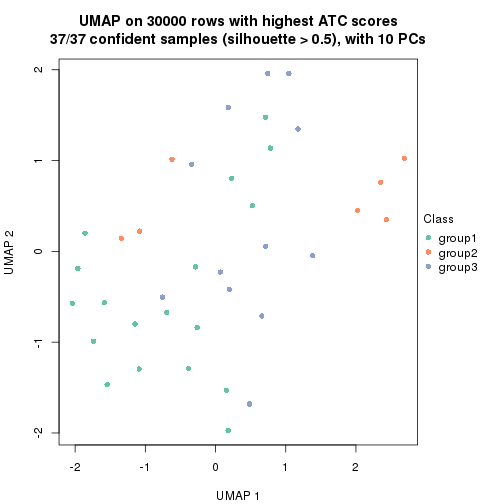 UMAP on 30000 rows with highest ATC scores
37/37 confident samples (silhouette > 0.5), with 10 PCs
2
1
0
-1
-2
UMAP 2
-2
-1
0
1
2
UMAP 1
Class
group1
group2
group3